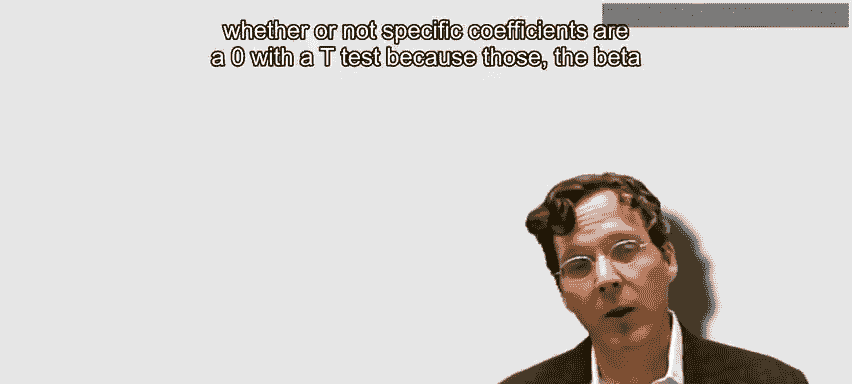 whether or not specific coefficients are
a 0 with a T test because those, the beta